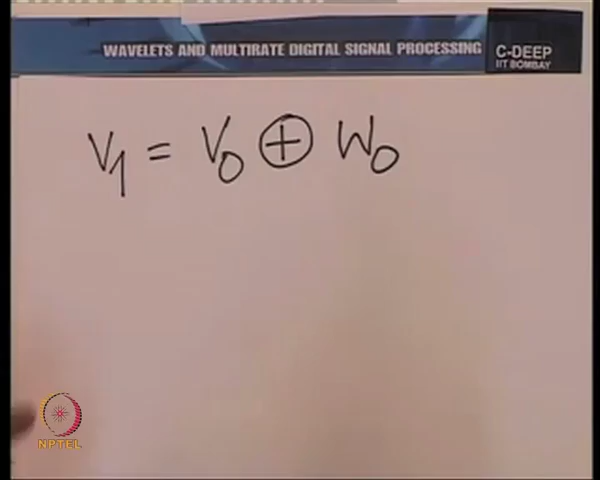 WAVELETS AND MULTIRATE DIGITAL SIGNAL PROCESSING
C-DEEP
IIT BOMBAY
V₁ = V₀ ⊕ W₀
NPTEL